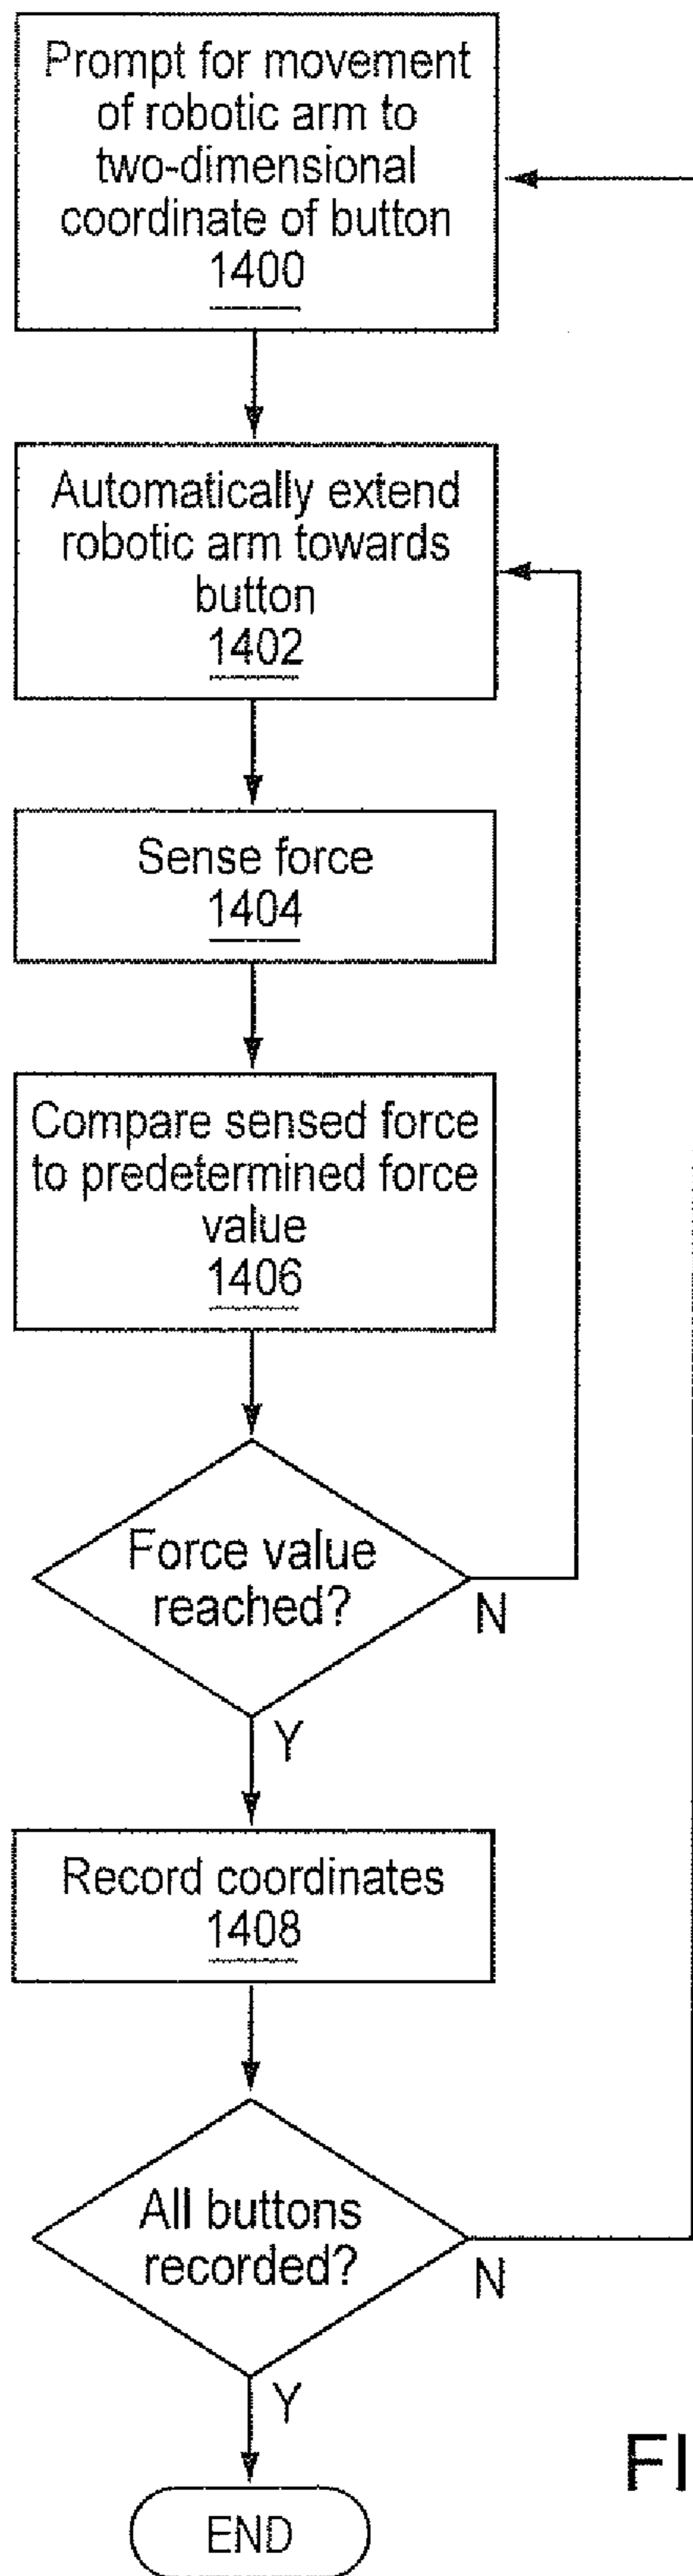 Prompt for movement
of robotic arm to
two-dimensional
coordinate of button
1400
Automatically extend
robotic arm towards
button
1402
Sense force
1404
Compare sensed force
to predetermined force
value
1406
Force value
reached?
N
Y
Record coordinates
1408
All buttons
recorded?
N
Y
FI
END